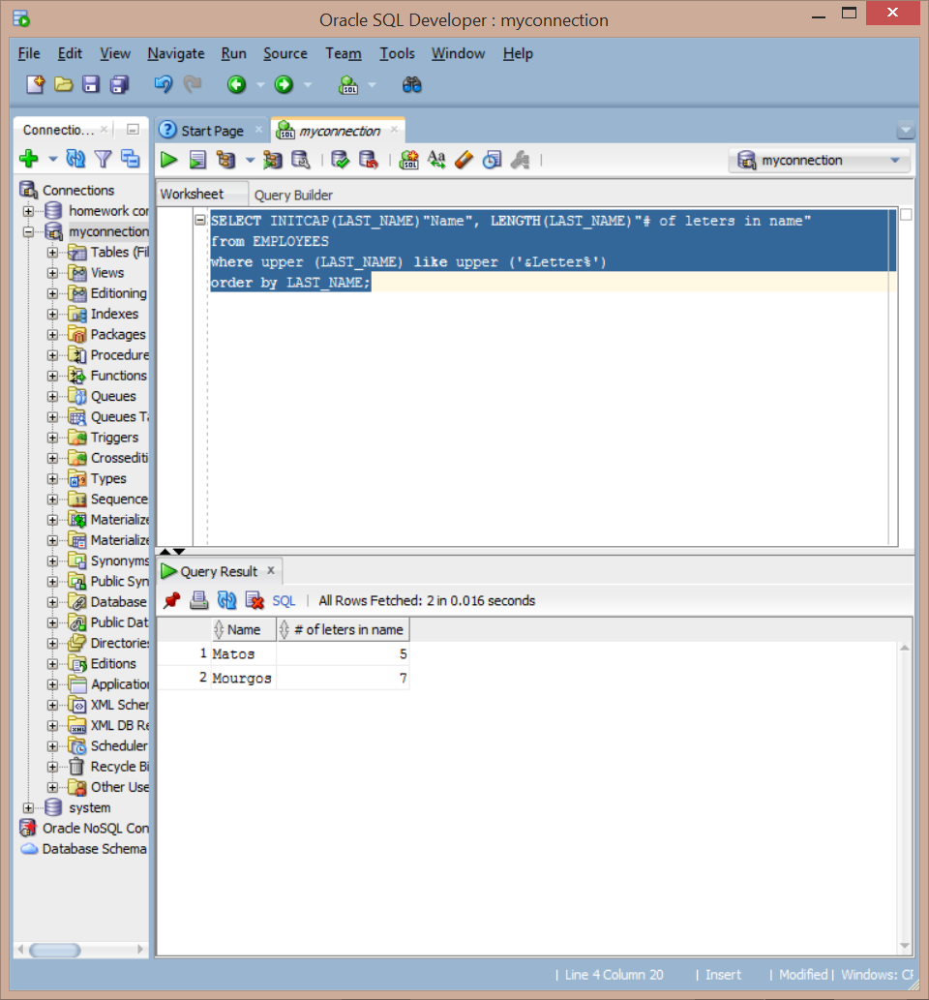 Oracle SQL Developer : myconnection
File Edit View Navigate Run Source Team Tools Window Help
Connectio...
Start Page
myconnection
myconnection
Worksheet
Query Builder
Connections
homework cor
myconnection
Tables (Fil
Views
Editioning
Indexes
Packages
Procedure
Functions
Queues
Queues Ta
Triggers
Crossediti
Types
Sequence
Materialize
Materialize
Synonyms
Public Syn
Database
Public Dat
Directories
Editions
Application
XML Schem
XML DB Re
Scheduler
Recycle Bi
Other Use
system
Oracle NoSQL Con
Database Schema
SELECT INITCAP(LAST_NAME)"Name", LENGTH(LAST_NAME)"# of leters in name"
from EMPLOYEES
where upper (LAST_NAME) like upper ('&Letter%')
order by LAST_NAME;
Query Result
SQL | All Rows Fetched: 2 in 0.016 seconds
Name # of leters in name
1 Matos 5
2 Mourgos 7
| Line 4 Column 20 | Insert | Modified | Windows: CF